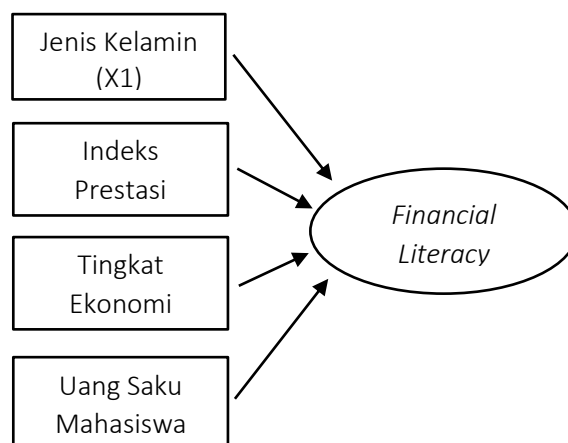 Jenis Kelamin
(X1)
Indeks
Prestasi
Tingkat
Ekonomi
Uang Saku
Mahasiswa
Financial
Literacy